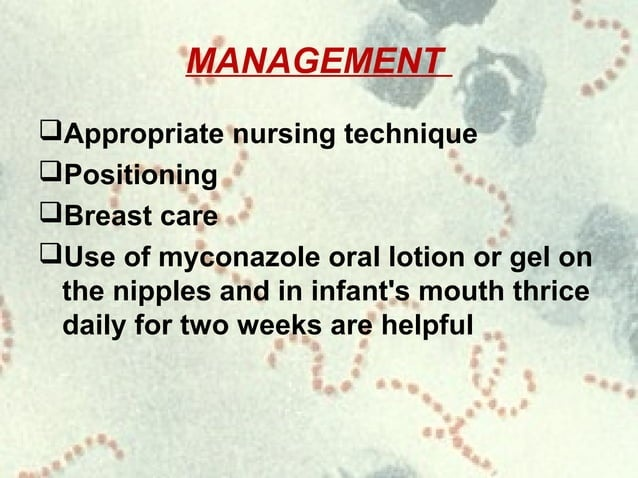 MANAGEMENT
❑Appropriate nursing technique
❑Positioning
❑Breast care
❑Use of myconazole oral lotion or gel on
the nipples and in infant's mouth thrice
daily for two weeks are helpful